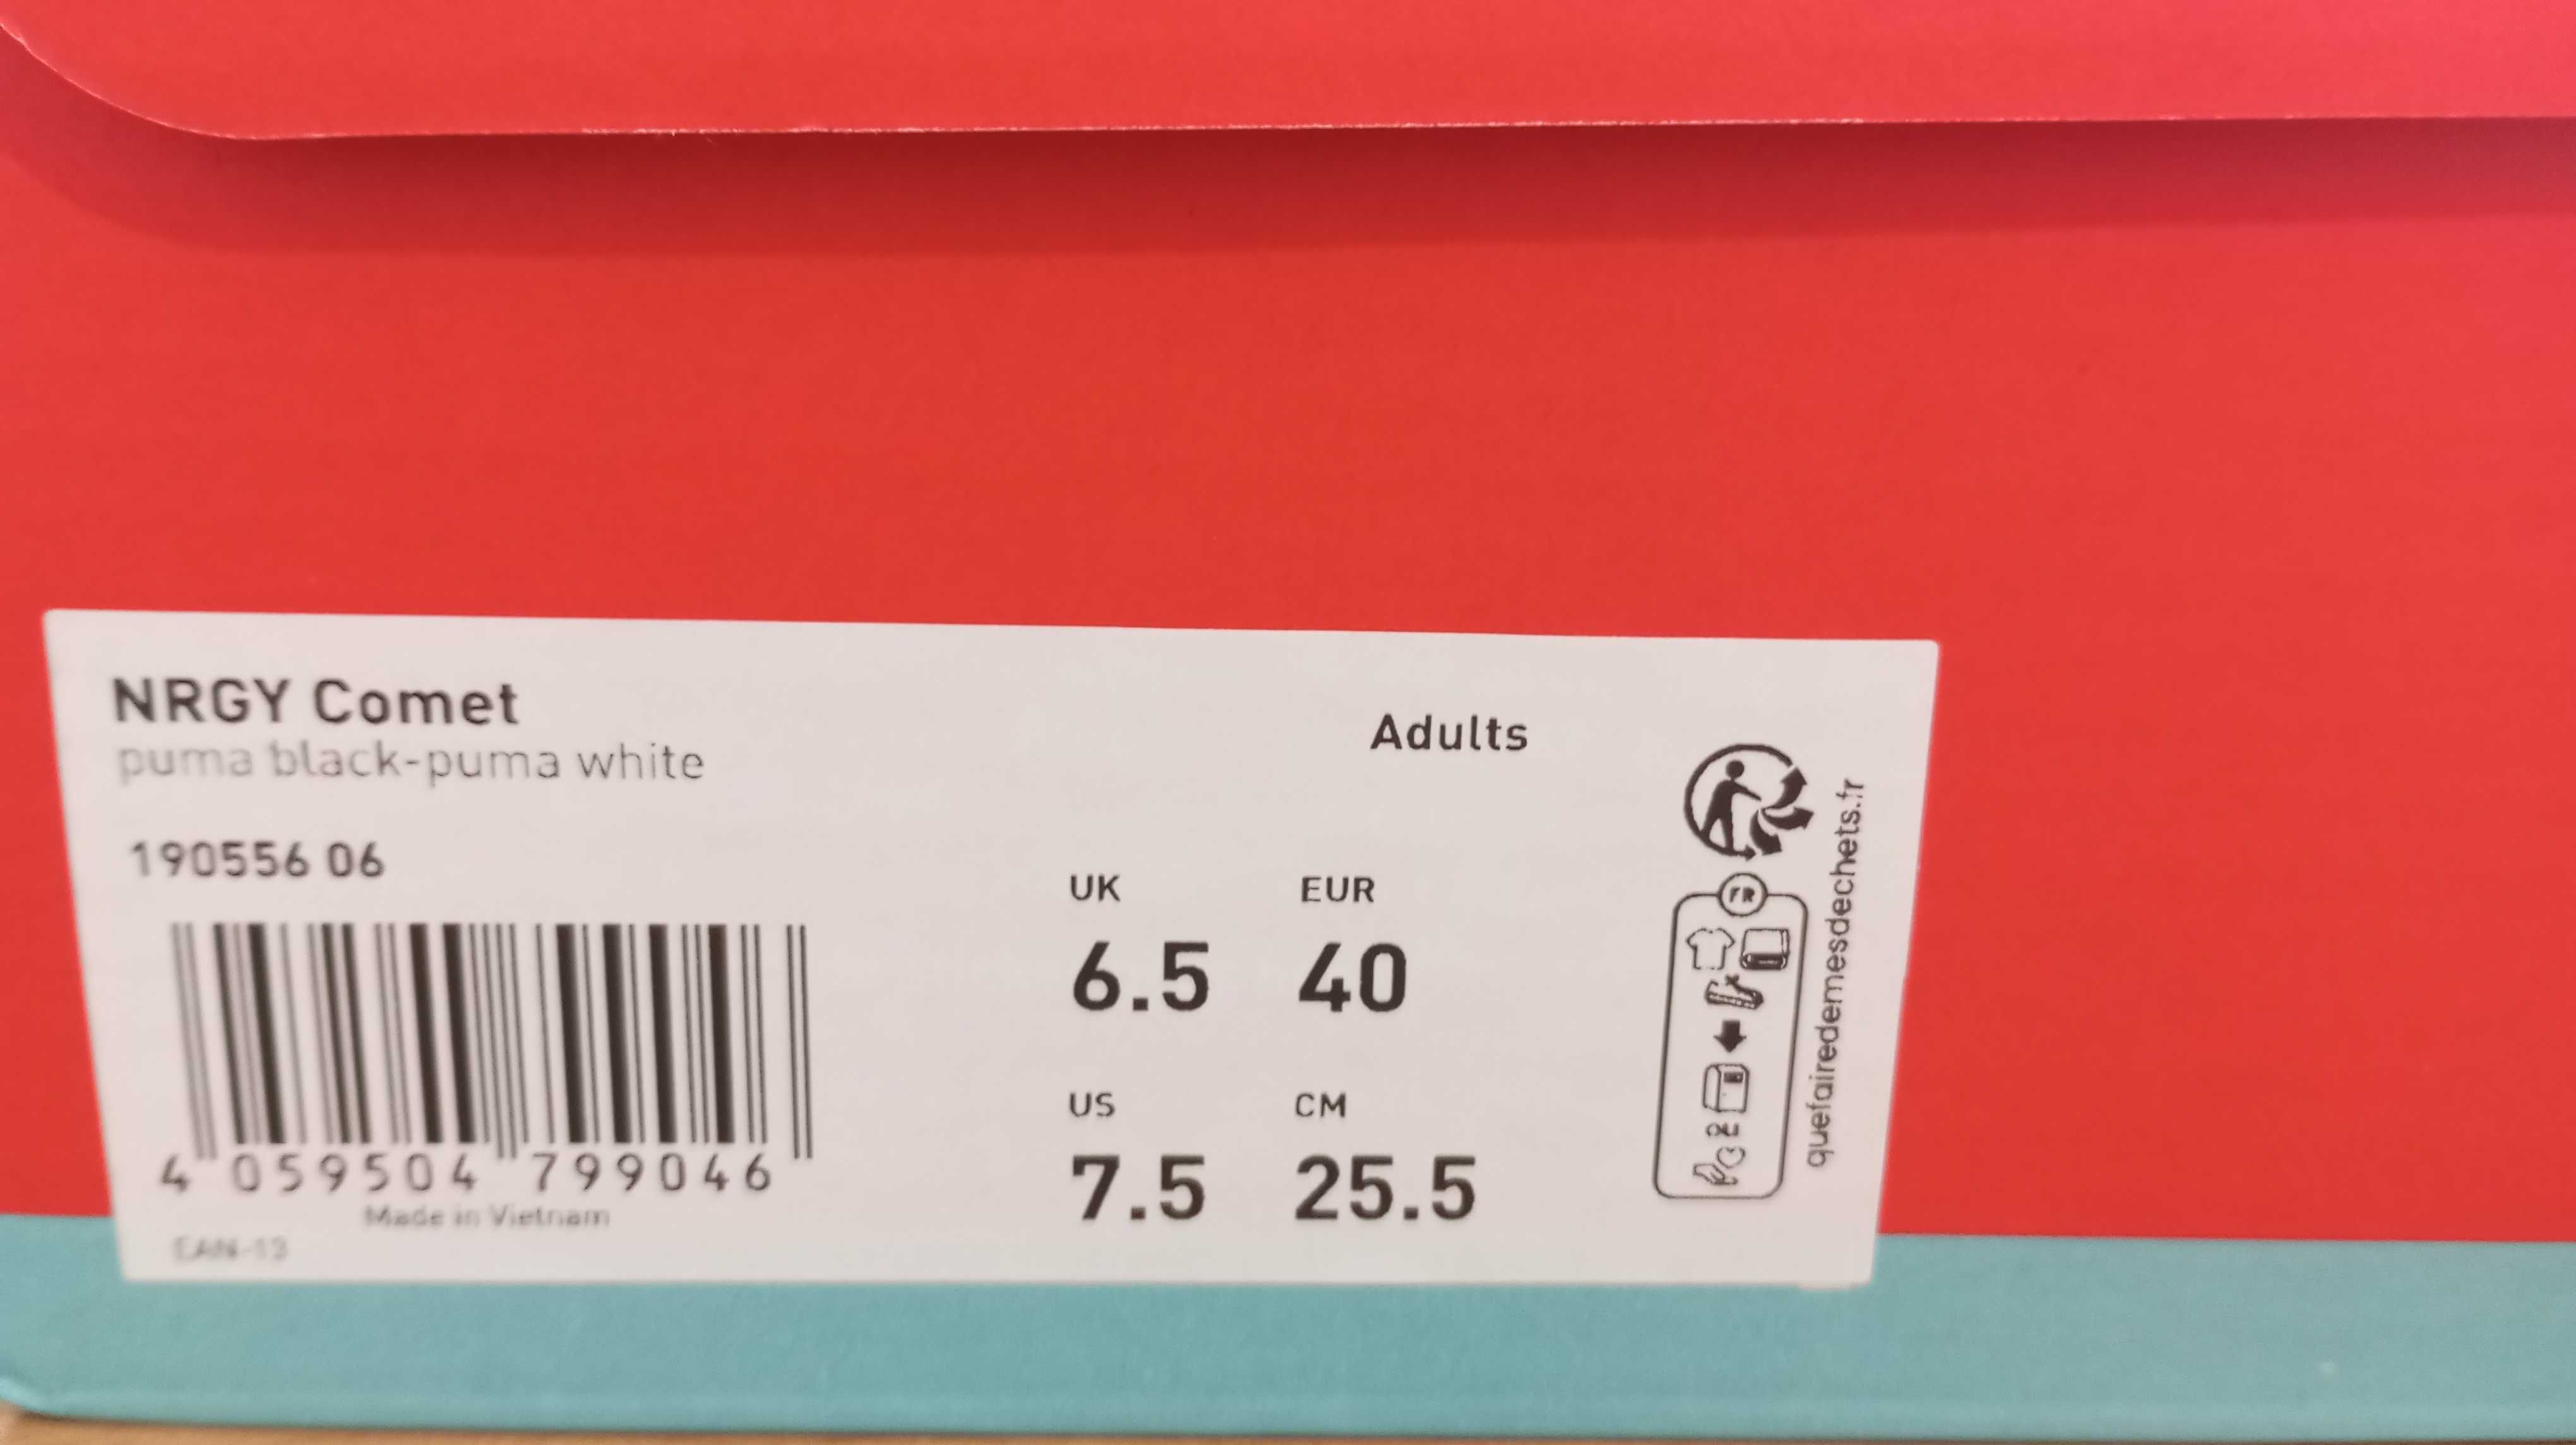 NRGY Comet
puma black-puma white
190556 06
4 059504 799046
Made in Vietnam
EAN-13
Adults
UK EUR
6.5 40
US CM
7.5 25.5
FR
quefairedemesdechets.fr